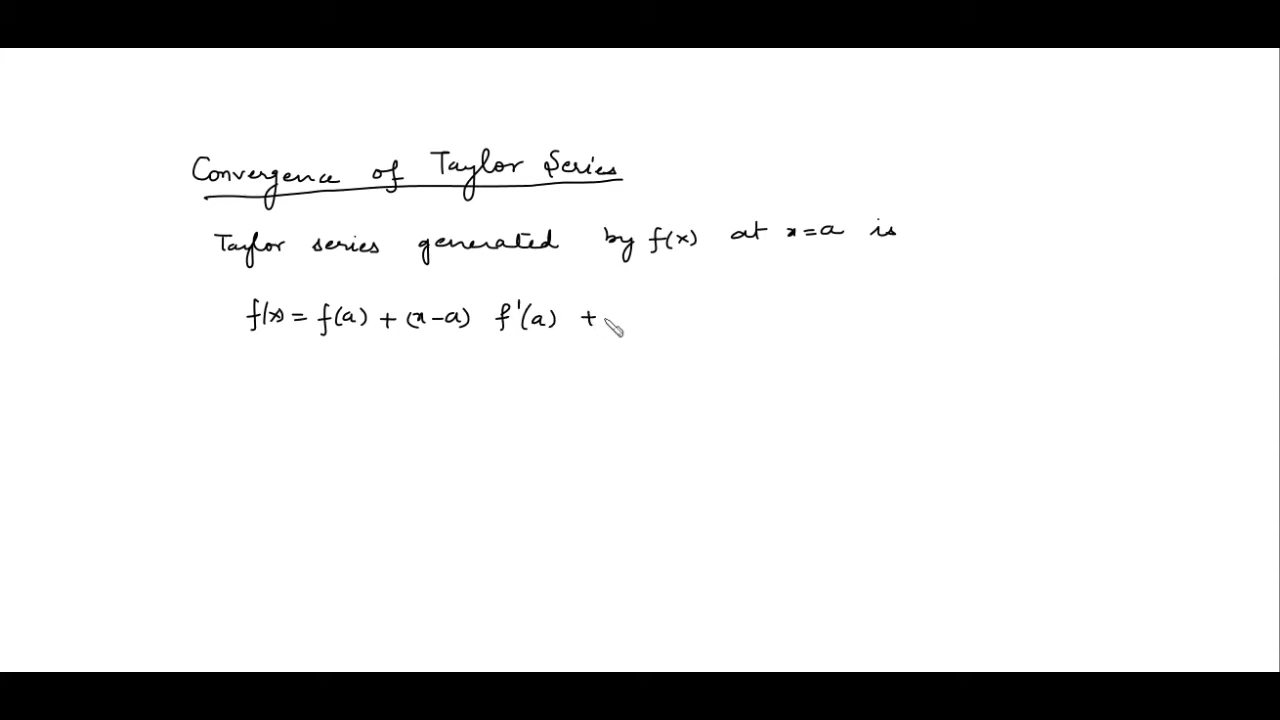 Convergence of Taylor Series
Taylor series generated by f(x) at x=a is
f(x) = f(a) + (x-a) f'(a) +